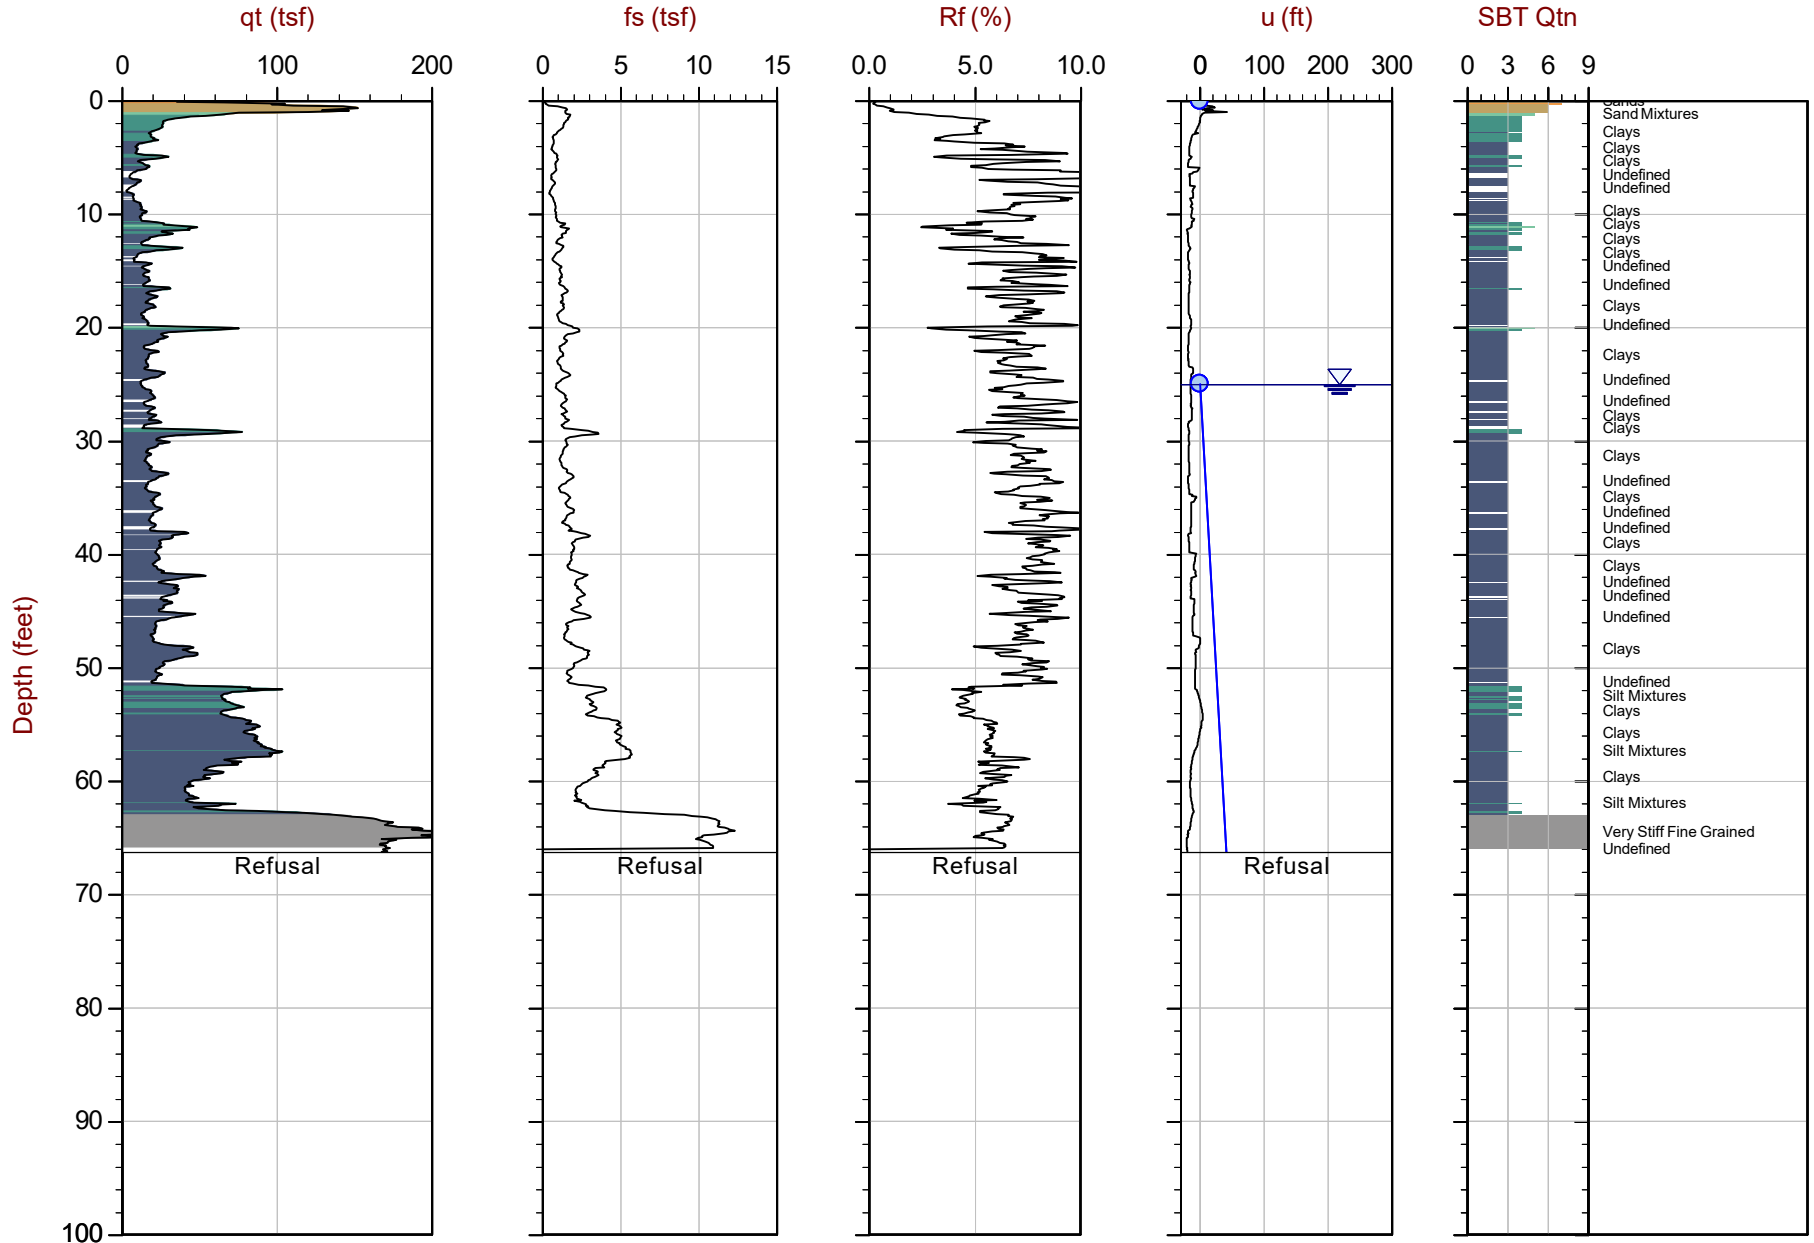 qt (tsf) fs (tsf) Rf (%) u (ft) SBT Qtn
0 100 200 0 5 10 15 0.0 5.0 10.0 0 100 200 300 0 3 6 9
0
Sands
Sand Mixtures
Clays
Clays
Clays
Undefined
Undefined
10
Clays
Clays
Clays
Clays
Undefined
Undefined
Clays
20
Undefined
Clays
Undefined
Undefined
Clays
Clays
30
Clays
Undefined
Clays
Undefined
Undefined
Clays
40
Clays
Undefined
Undefined
Undefined
Clays
50
Undefined
Silt Mixtures
Clays
Clays
Silt Mixtures
60
Clays
Silt Mixtures
Very Stiff Fine Grained
Undefined
Refusal Refusal Refusal Refusal
70
80
90
100
Depth (feet)